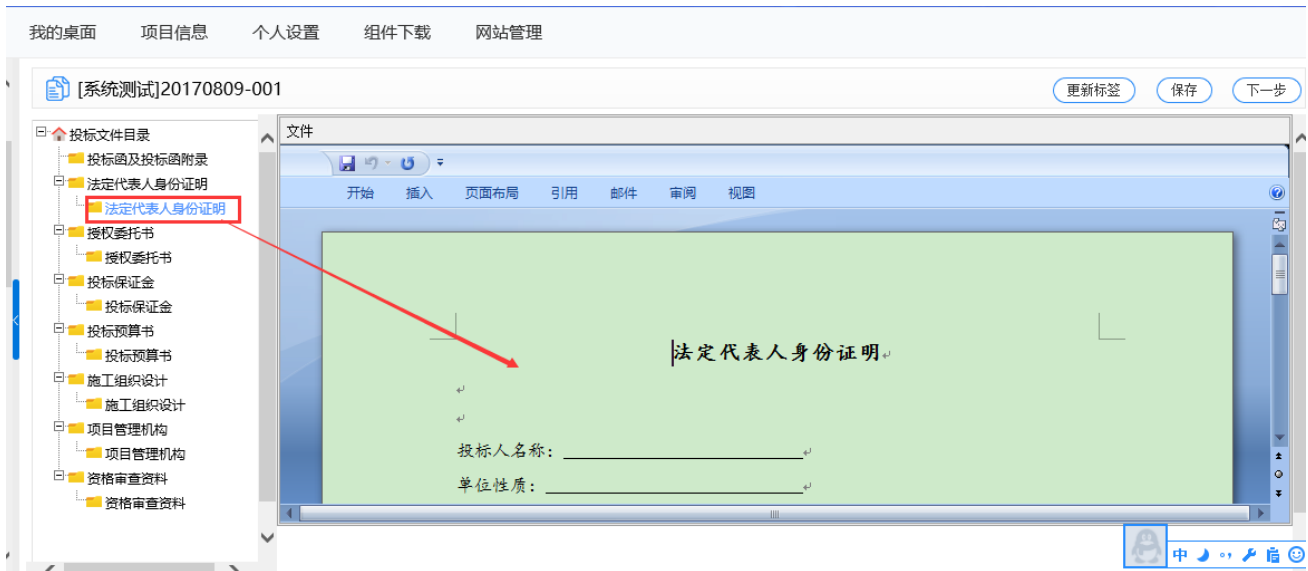 我的桌面 项目信息 个人设置 组件下载 网站管理
[系统测试]20170809-001 更新标签 保存 下一步
投标文件目录
投标函及投标函附录
法定代表人身份证明
法定代表人身份证明
授权委托书
授权委托书
投标保证金
投标保证金
投标预算书
投标预算书
施工组织设计
施工组织设计
项目管理机构
项目管理机构
资格审查资料
资格审查资料
文件
开始 插入 页面布局 引用 邮件 审阅 视图
法定代表人身份证明
投标人名称：
单位性质：
中